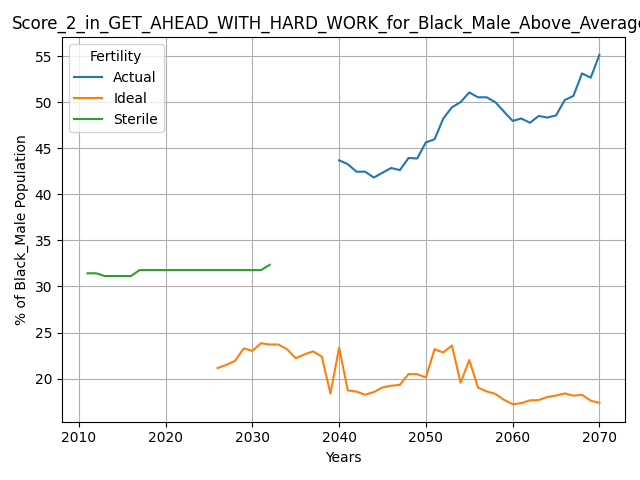 Score_2_in_GET_AHEAD_WITH_HARD_WORK_for_Black_Male_Above_Average
Fertility
Actual
Ideal
Sterile
% of Black_Male Population
55
50
45
40
35
30
25
20
2010 2020 2030 2040 2050 2060 2070
Years